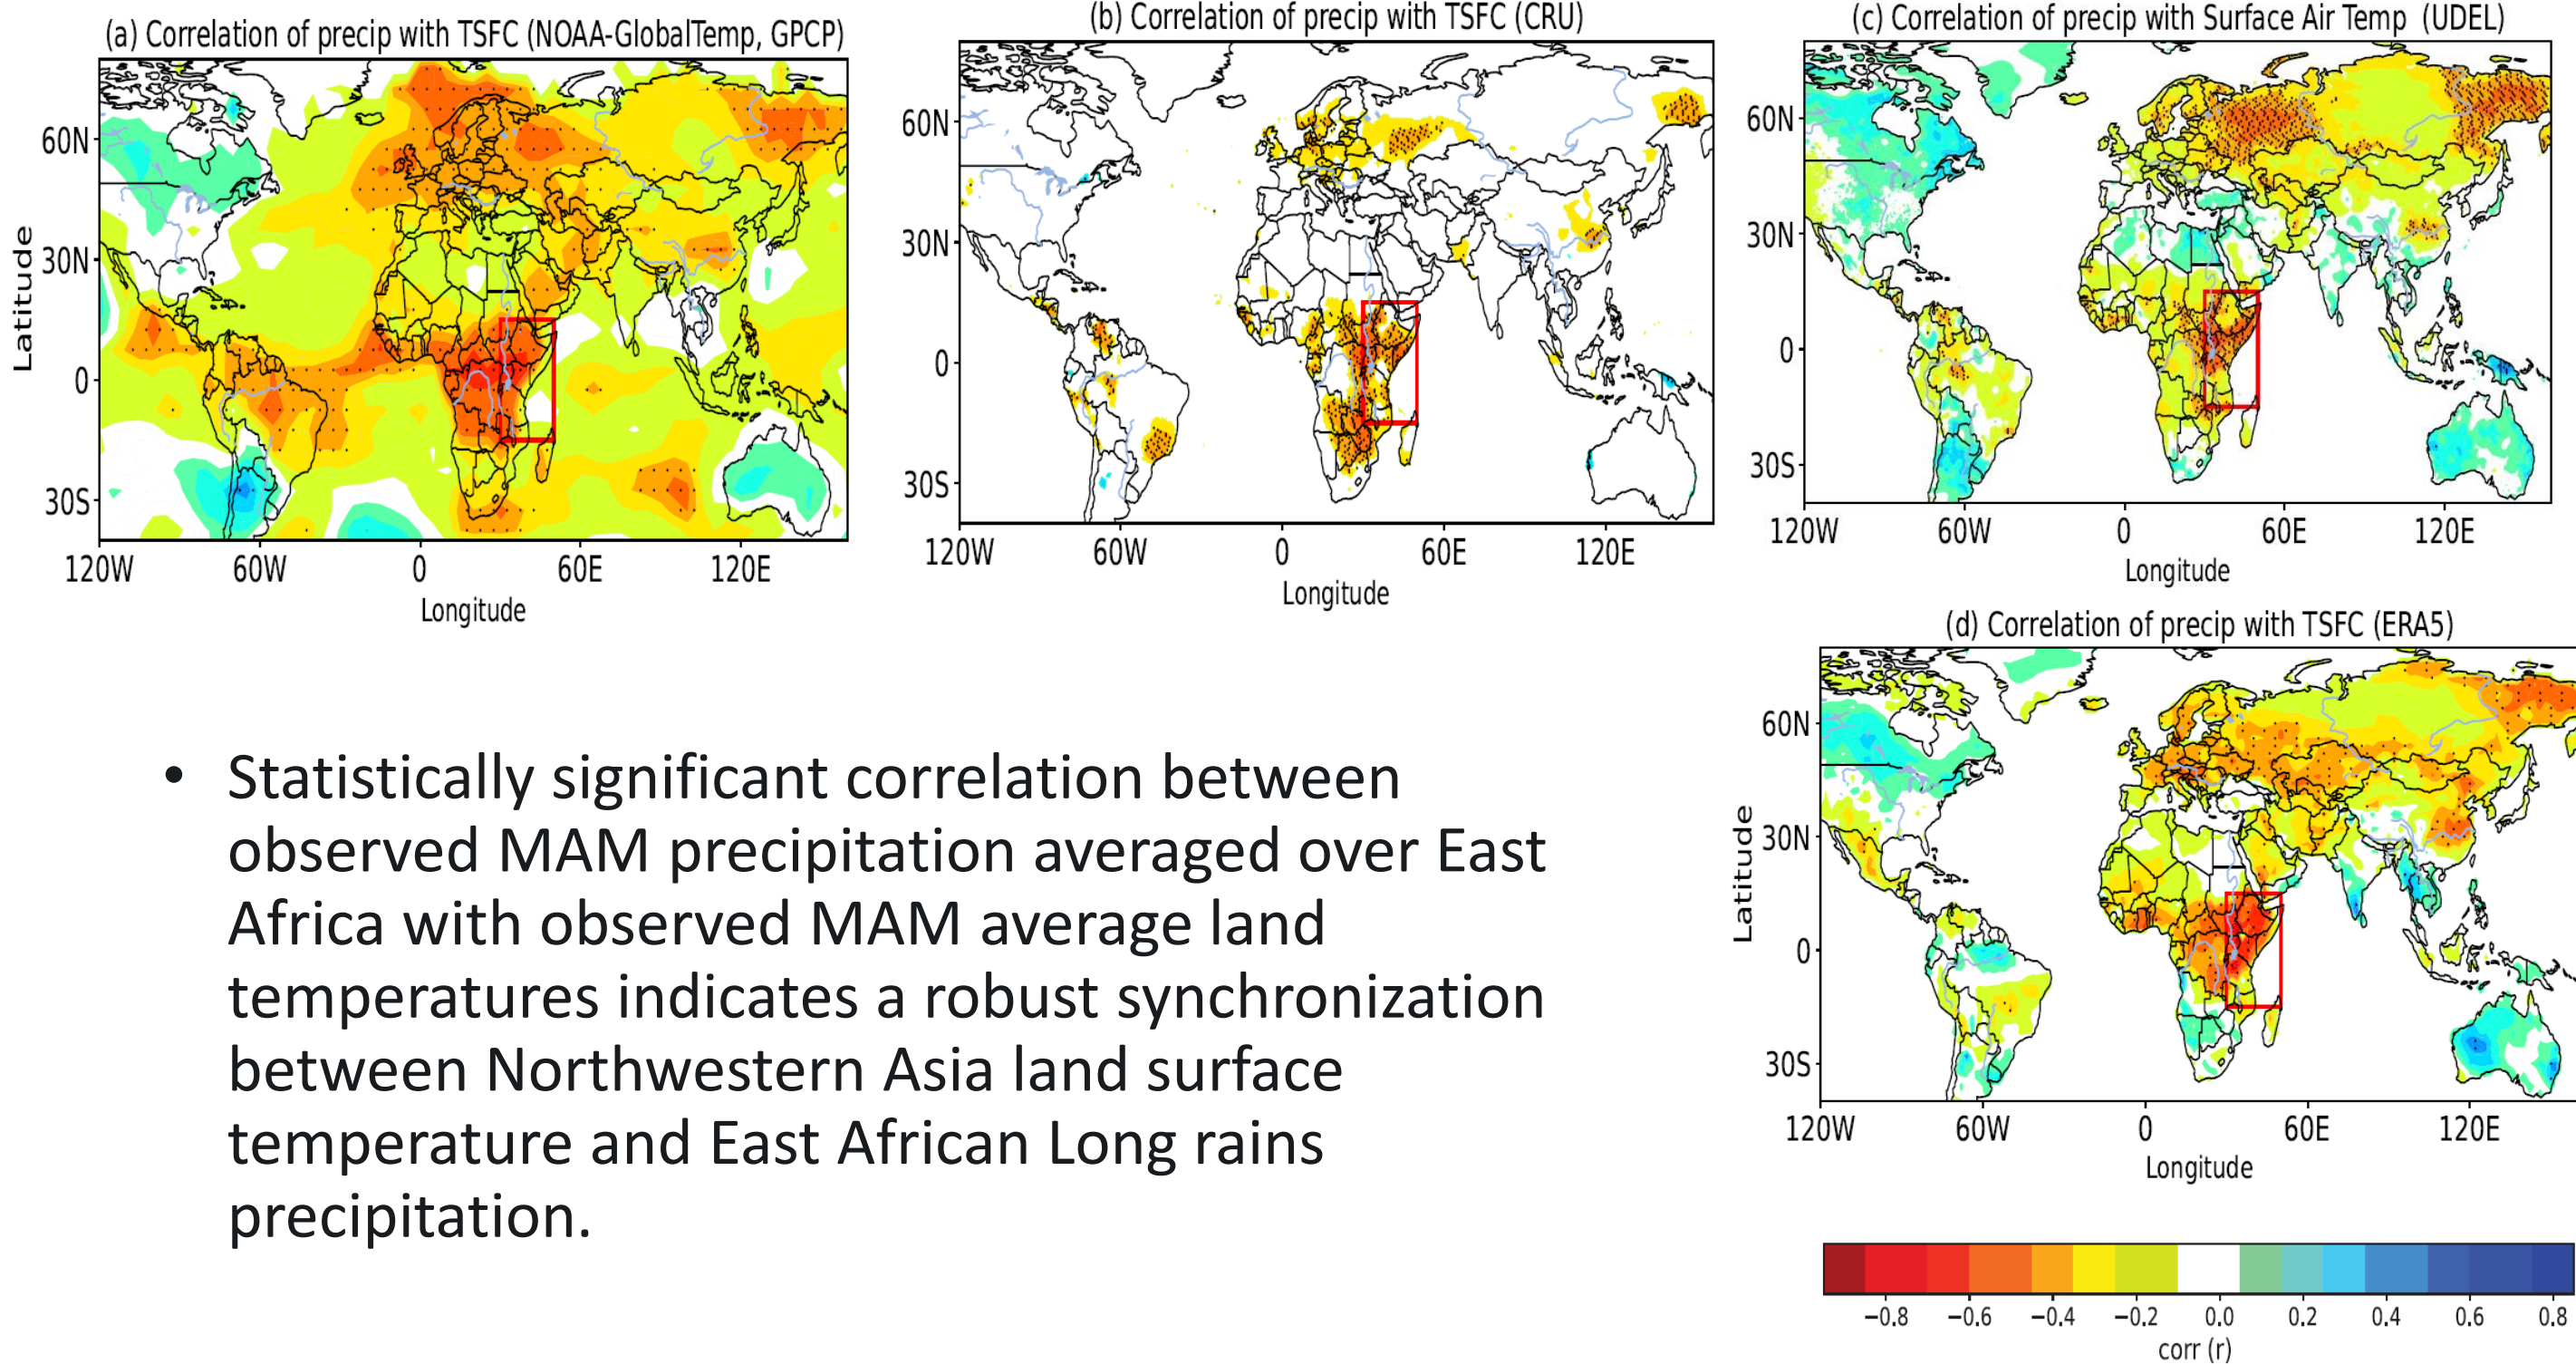 (a) Correlation of precip with TSFC (NOAA-GlobalTemp, GPCP)
Latitude
60N
30N
0
30S
120W 60W 0 60E 120E
Longitude
(b) Correlation of precip with TSFC (CRU)
60N
30N
0
30S
120W 60W 0 60E 120E
Longitude
(c) Correlation of precip with Surface Air Temp (UDEL)
60N
30N
0
30S
120W 60W 0 60E 120E
Longitude
(d) Correlation of precip with TSFC (ERA5)
Latitude
60N
30N
0
30S
120W 60W 0 60E 120E
Longitude
• Statistically significant correlation between
observed MAM precipitation averaged over East
Africa with observed MAM average land
temperatures indicates a robust synchronization
between Northwestern Asia land surface
temperature and East African Long rains
precipitation.
−0.8 −0.6 −0.4 −0.2 0.0 0.2 0.4 0.6 0.8
corr (r)